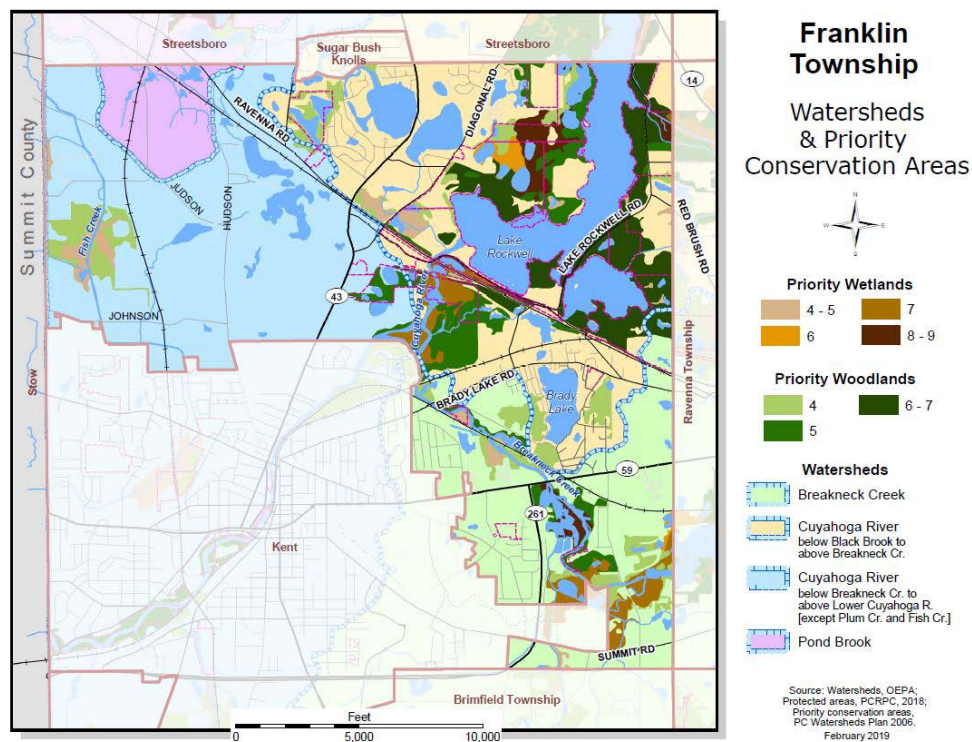 Streetsboro
Sugar Bush
Knolls
Streetsboro
14
RAVENNA RD
DIAGONAL RD
Summit County
Fish Creek
JUDSON
HUDSON
Lake
Rockwell
LAKE ROCKWELL RD
RED BRUSH RD
43
Cuyahoga River
JOHNSON
Stow
BRADY LAKE RD
Brady
Lake
Ravenna Township
Breakneck Creek
59
261
Kent
SUMMIT RD
Brimfield Township
Feet
0 5,000 10,000
Franklin
Township
Watersheds
& Priority
Conservation Areas
N
W E
S
Priority Wetlands
4 - 5 7
6 8 - 9
Priority Woodlands
4 6 - 7
5
Watersheds
Breakneck Creek
Cuyahoga River
below Black Brook to
above Breakneck Cr.
Cuyahoga River
below Breakneck Cr. to
above Lower Cuyahoga R.
[except Plum Cr. and Fish Cr.]
Pond Brook
Source: Watersheds, OEPA;
Protected areas, PCRPC, 2018;
Priority conservation areas,
PC Watersheds Plan 2006.
February 2019